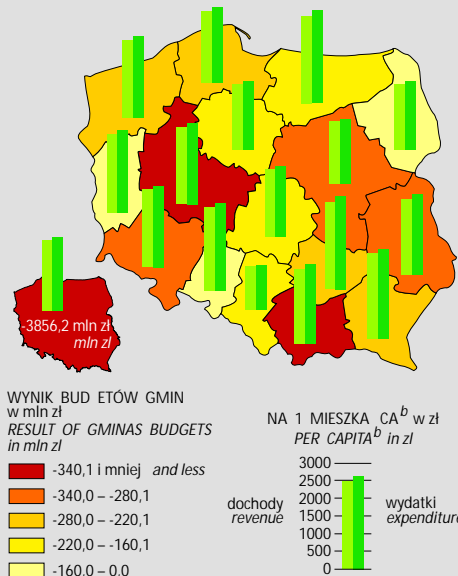 -3856,2 mln zł
mln zl
WYNIK BUD ETÓW GMIN
w mln zł
RESULT OF GMINAS BUDGETS
in mln zl
-340,1 i mniej and less
-340,0 – -280,1
-280,0 – -220,1
-220,0 – -160,1
-160,0 – 0,0
NA 1 MIESZKA CA b w zł
PER CAPITA b in zl
3000
2500
2000
1500
1000
500
0
dochody
revenue
wydatki
expenditure